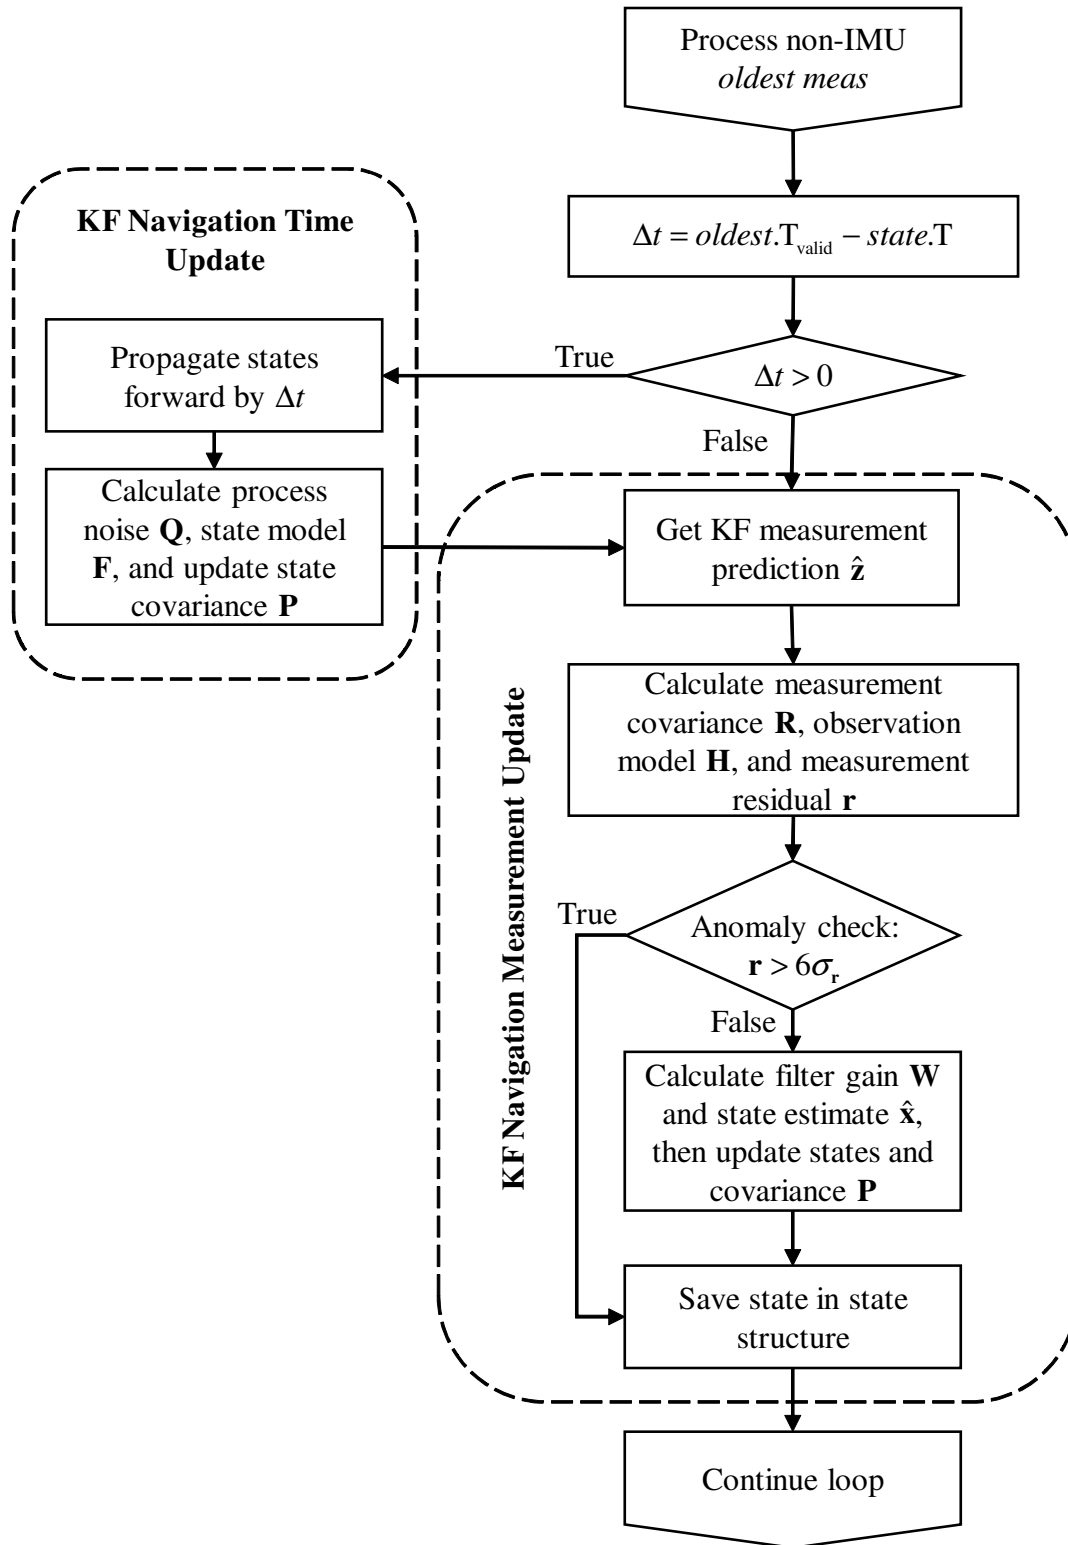 Process non-IMU
oldest meas
Δt = oldest.T_valid − state.T
Δt > 0
True
False
KF Navigation Time
Update
Propagate states
forward by Δt
Calculate process
noise Q, state model
F, and update state
covariance P
KF Navigation Measurement Update
Get KF measurement
prediction ẑ
Calculate measurement
covariance R, observation
model H, and measurement
residual r
Anomaly check:
r > 6σ_r
True
False
Calculate filter gain W
and state estimate x̂,
then update states and
covariance P
Save state in state
structure
Continue loop